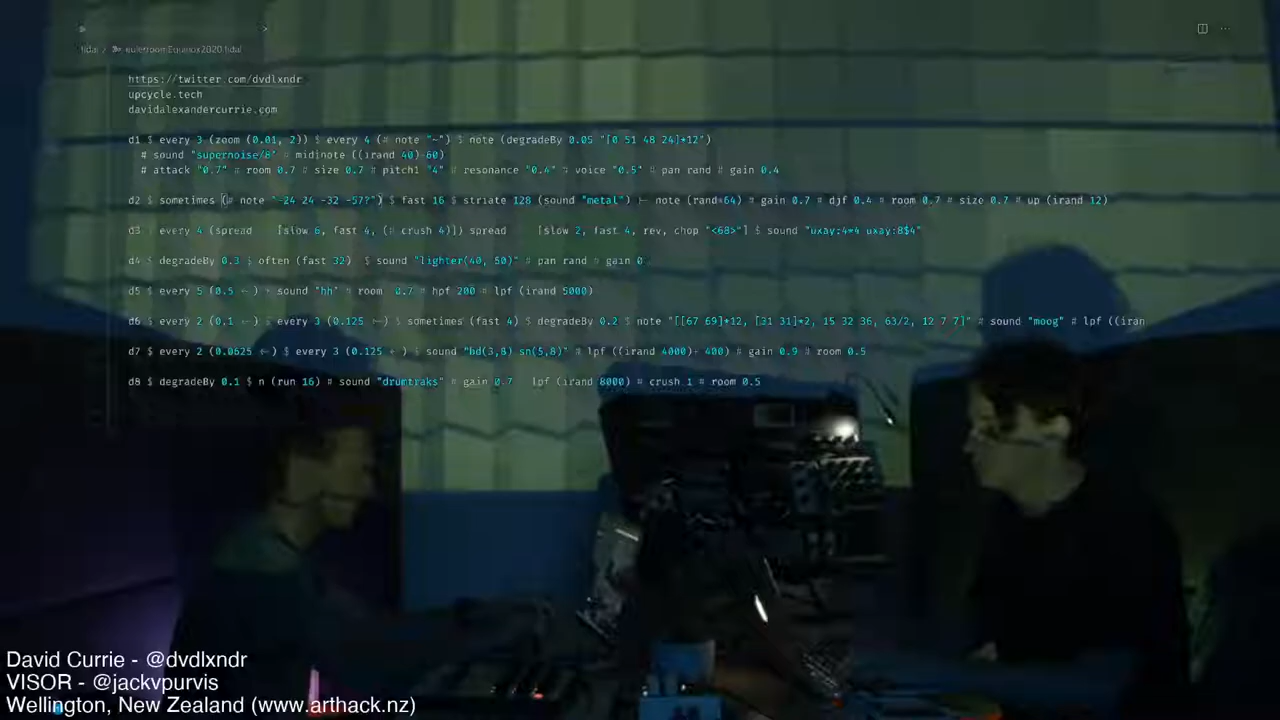 tidal / eulerroomEquinox2020.tidal
https://twitter.com/dvdlxndr
upcycle.tech
davidalexandercurrie.com
d1 $ every 3 (zoom (0.01, 2)) $ every 4 (# note "~") $ note (degradeBy 0.05 "[0 51 48 24]+12")
# sound "supernoise/8" # midinote ((irand 40)+60)
# attack "0.7" # room 0.7 # size 0.7 # pitch1 "4" # resonance "0.4" # voice "0.5" # pan rand # gain 0.4
d2 $ sometimes (# note "-24 24 -32 -57?") $ fast 16 $ striate 128 (sound "metal") |- note (rand*64) # gain 0.7 # djf 0.4 # room 0.7 # size 0.7 # up (irand 12)
d3 $ every 4 (spread ($) [slow 6, fast 4, (# crush 4)]) $ spread ($) [slow 2, fast 4, rev, chop "<68>"] $ sound "uxay:4*4 uxay:8$4"
d4 $ degradeBy 0.3 $ often (fast 32) $ sound "lighter(40, 50)" # pan rand # gain 0.
d5 $ every 5 (0.5 <~) $ sound "hh" # room 0.7 # hpf 200 # lpf (irand 5000)
d6 $ every 2 (0.1 <~) $ every 3 (0.125 <~) $ sometimes (fast 4) $ degradeBy 0.2 $ note "[[67 69]+12, [31 31]*2, 15 32 36, 63/2, 12 7 7]" # sound "moog" # lpf ((iran
d7 $ every 2 (0.0625 <~) $ every 3 (0.125 <~) $ sound "bd(3,8) sn(5,8)" # lpf ((irand 4000)+ 400) # gain 0.9 # room 0.5
d8 $ degradeBy 0.1 $ n (run 16) # sound "drumtraks" # gain 0.7 # lpf (irand 8000) # crush 1 # room 0.5
David Currie - @dvdlxndr
VISOR - @jackvpurvis
Wellington, New Zealand (www.arthack.nz)